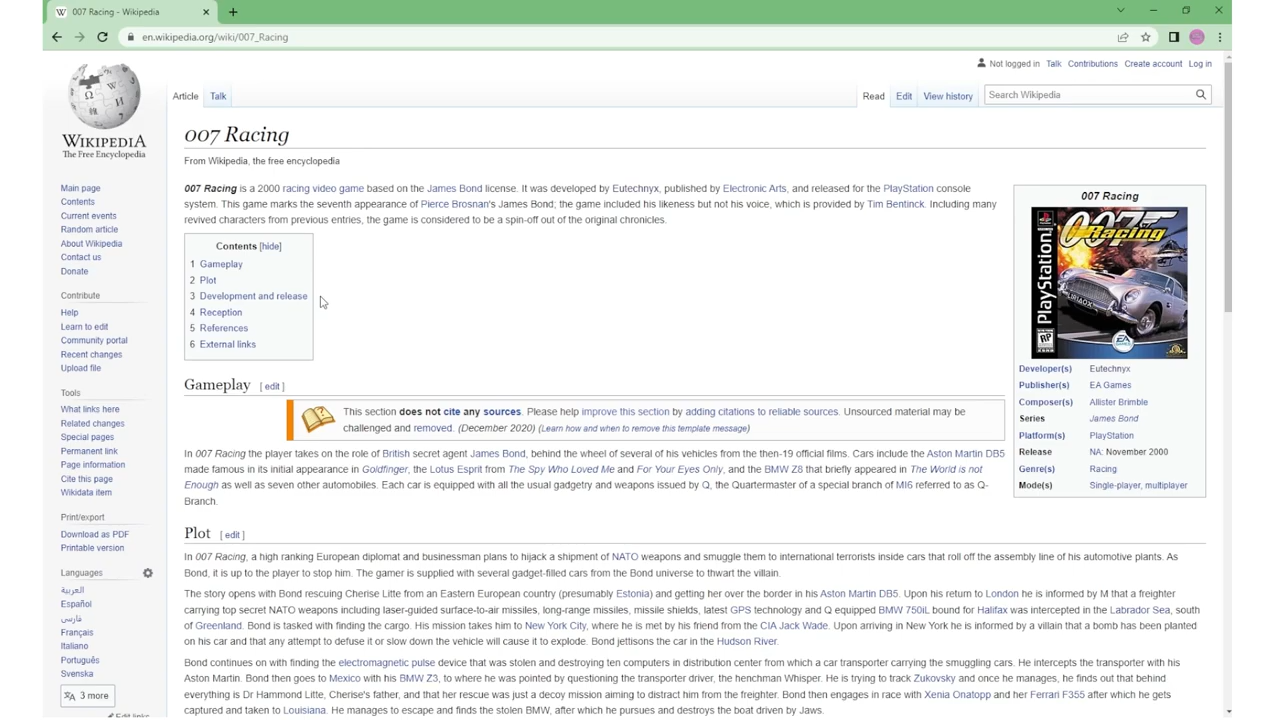 007 Racing - Wikipedia
en.wikipedia.org/wiki/007_Racing
Not logged in Talk Contributions Create account Log in
Article Talk Read Edit View history Search Wikipedia
WIKIPEDIA
The Free Encyclopedia
Main page
Contents
Current events
Random article
About Wikipedia
Contact us
Donate
Contribute
Help
Learn to edit
Community portal
Recent changes
Upload file
Tools
What links here
Related changes
Special pages
Permanent link
Page information
Cite this page
Wikidata item
Print/export
Download as PDF
Printable version
Languages
العربية
Español
فارسی
Français
Italiano
Português
Svenska
3 more
Edit links
007 Racing
From Wikipedia, the free encyclopedia
007 Racing is a 2000 racing video game based on the James Bond license. It was developed by Eutechnyx, published by Electronic Arts, and released for the PlayStation console
system. This game marks the seventh appearance of Pierce Brosnan's James Bond; the game included his likeness but not his voice, which is provided by Tim Bentinck. Including many
revived characters from previous entries, the game is considered to be a spin-off out of the original chronicles.
Contents [hide]
1 Gameplay
2 Plot
3 Development and release
4 Reception
5 References
6 External links
Gameplay [ edit ]
This section does not cite any sources. Please help improve this section by adding citations to reliable sources. Unsourced material may be
challenged and removed. (December 2020) (Learn how and when to remove this template message)
In 007 Racing the player takes on the role of British secret agent James Bond, behind the wheel of several of his vehicles from the then-19 official films. Cars include the Aston Martin DB5
made famous in its initial appearance in Goldfinger, the Lotus Esprit from The Spy Who Loved Me and For Your Eyes Only, and the BMW Z8 that briefly appeared in The World is not
Enough as well as seven other automobiles. Each car is equipped with all the usual gadgetry and weapons issued by Q, the Quartermaster of a special branch of MI6 referred to as Q-
Branch.
Plot [ edit ]
In 007 Racing, a high ranking European diplomat and businessman plans to hijack a shipment of NATO weapons and smuggle them to international terrorists inside cars that roll off the assembly line of his automotive plants. As
Bond, it is up to the player to stop him. The gamer is supplied with several gadget-filled cars from the Bond universe to thwart the villain.
The story opens with Bond rescuing Cherise Litte from an Eastern European country (presumably Estonia) and getting her over the border in his Aston Martin DB5. Upon his return to London he is informed by M that a freighter
carrying top secret NATO weapons including laser-guided surface-to-air missiles, long-range missiles, missile shields, latest GPS technology and Q equipped BMW 750iL bound for Halifax was intercepted in the Labrador Sea, south
of Greenland. Bond is tasked with finding the cargo. His mission takes him to New York City, where he is met by his friend from the CIA Jack Wade. Upon arriving in New York he is informed by a villain that a bomb has been planted
on his car and that any attempt to defuse it or slow down the vehicle will cause it to explode. Bond jettisons the car in the Hudson River.
Bond continues on with finding the electromagnetic pulse device that was stolen and destroying ten computers in distribution center from which a car transporter carrying the smuggling cars. He intercepts the transporter with his
Aston Martin. Bond then goes to Mexico with his BMW Z3, to where he was pointed by questioning the transporter driver, the henchman Whisper. He is trying to track Zukovsky and once he manages, he finds out that behind
everything is Dr Hammond Litte, Cherise's father, and that her rescue was just a decoy mission aiming to distract him from the freighter. Bond then engages in race with Xenia Onatopp and her Ferrari F355 after which he gets
captured and taken to Louisiana. He manages to escape and finds the stolen BMW, after which he pursues and destroys the boat driven by Jaws.
007 Racing
PlayStation
007 Racing
EA GAMES
Developer(s) Eutechnyx
Publisher(s) EA Games
Composer(s) Allister Brimble
Series James Bond
Platform(s) PlayStation
Release NA: November 2000
Genre(s) Racing
Mode(s) Single-player, multiplayer